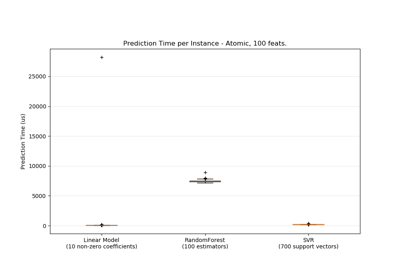 Prediction Time per Instance - Atomic, 100 feats.
Prediction Time (us)
25000
20000
15000
10000
5000
0
Linear Model
(10 non-zero coefficients)
RandomForest
(100 estimators)
SVR
(700 support vectors)